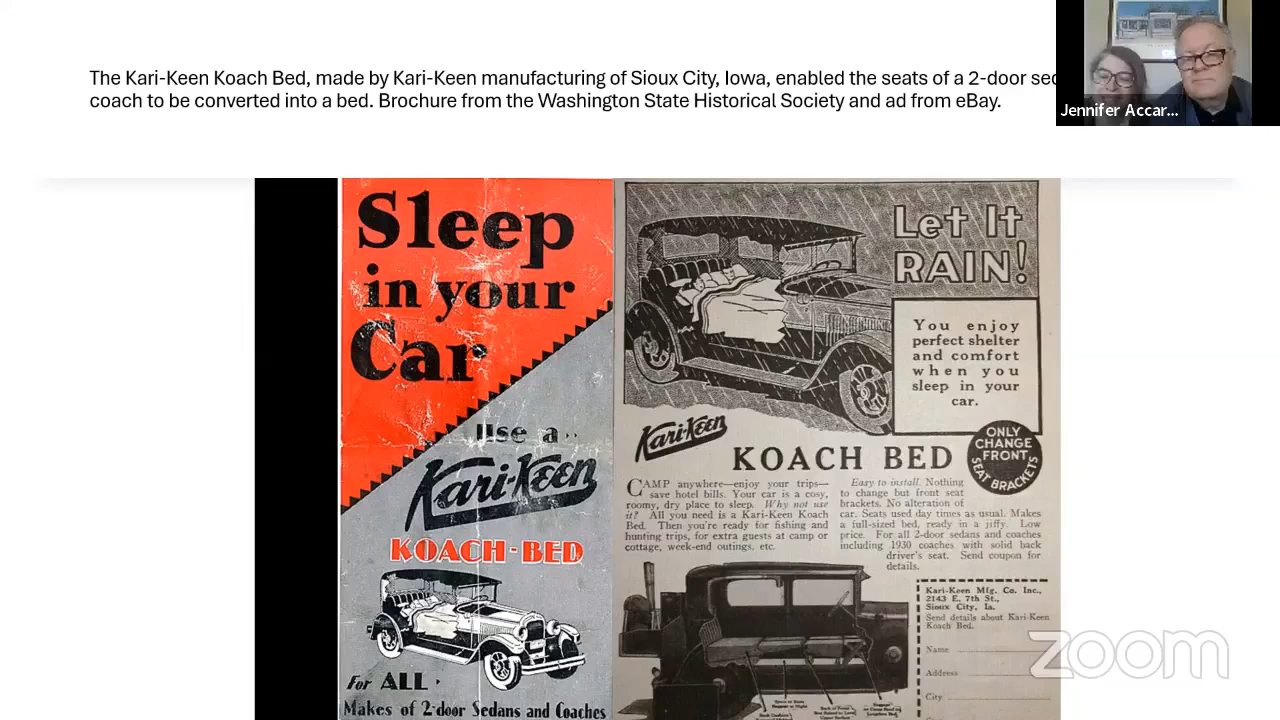 The Kari-Keen Koach Bed, made by Kari-Keen manufacturing of Sioux City, Iowa, enabled the seats of a 2-door
coach to be converted into a bed. Brochure from the Washington State Historical Society and ad from eBay.
Jennifer Accar...
Sleep
in your
Car
Use a
Kari-Keen
KOACH-BED
For ALL
Makes of 2-door Sedans and Coaches
Let It
RAIN!
You enjoy
perfect shelter
and comfort
when you
sleep in your
car.
Kari-Keen
KOACH BED
ONLY
CHANGE
FRONT
SEAT BRACKETS
CAMP anywhere—enjoy your trips—
save hotel bills. Your car is a cosy,
roomy, dry place to sleep. Why not use
it? All you need is a Kari-Keen Koach
Bed. Then you're ready for fishing and
hunting trips, for extra guests at camp or
cottage, week-end outings, etc.
Easy to install. Nothing
to change but front seat
brackets. No alteration of
car. Seats used day times as usual. Makes
a full-sized bed, ready in a jiffy. Low
price. For all 2-door sedans and coaches
including 1930 coaches with solid back
driver's seat. Send coupon for
details.
Kari-Keen Mfg. Co. Inc.,
2143 E. 7th St.,
Sioux City, Ia.
Send details about Kari-Keen
Koach Bed.
Name
Address
City
zoom